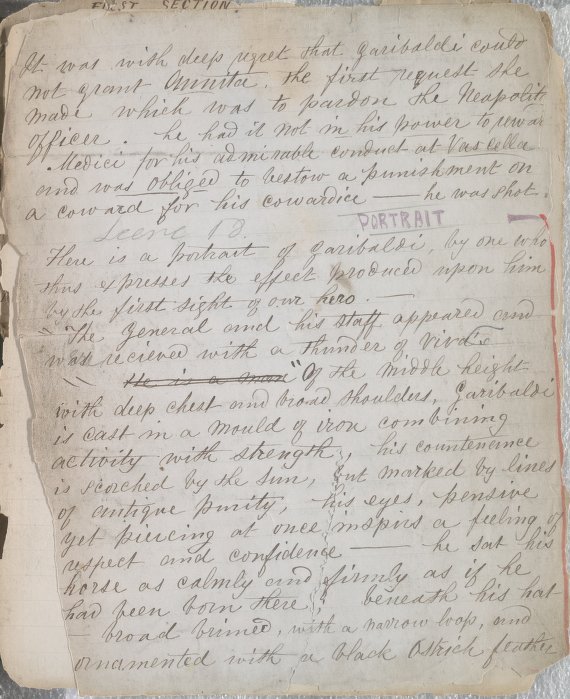 FIRST SECTION.
It was with deep regret that Garibaldi could
not grant Annita, the first request she
made which was to pardon the Neapolit
officer. he had it not in his power to rewar
Medici for his admirable conduct at Vascella
and was obliged to bestow a punishment on
a coward for his cowardice — he was shot.
Scene 18.
PORTRAIT
Here is a portrait of Garibaldi, by one who
thus expresses the effect produced upon him
by the first sight of our hero. —
"The General and his staff appeared and
was recieved with a thunder of Viva's
He is a man "Of the middle height
with deep chest and broad shoulders, Garibaldi
is cast in a mould of iron combining
activity with strength, his countenance
is scorched by the sun, but marked by lines
of antique purity, his eyes, pensive
yet piercing at once inspire a feeling of
respect and confidence — he sat his
horse as calmly and firmly as if he
had been born there, beneath his hat
— broad brimed, with a narrow loop, and
ornamented with a black Ostrich feather